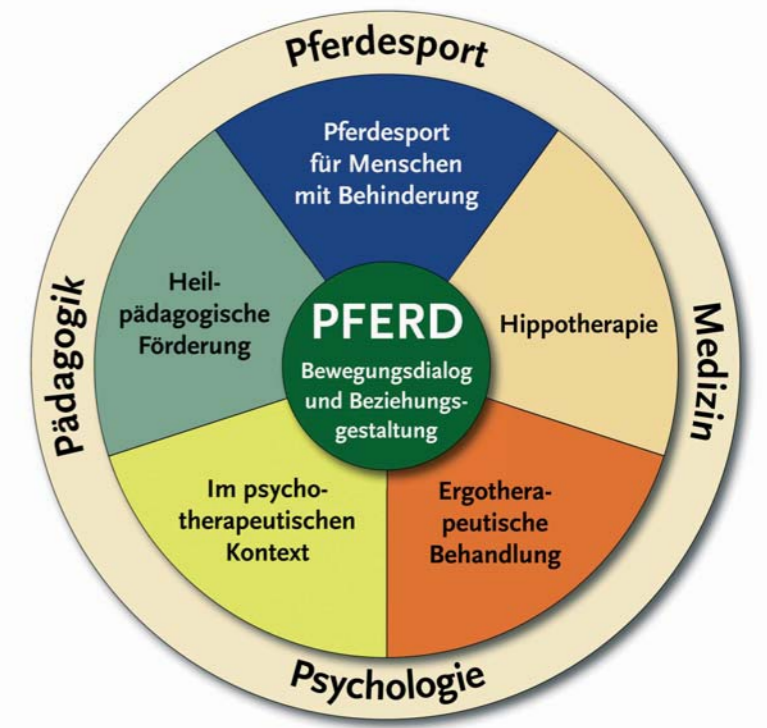 Pferdesport
Pferdesport
für Menschen
mit Behinderung
Heil-
pädagogische
Förderung
PFERD
Bewegungsdialog
und Beziehungs-
gestaltung
Hippotherapie
Pädagogik
Medizin
Im psycho-
therapeutischen
Kontext
Ergothera-
peutische
Behandlung
Psychologie